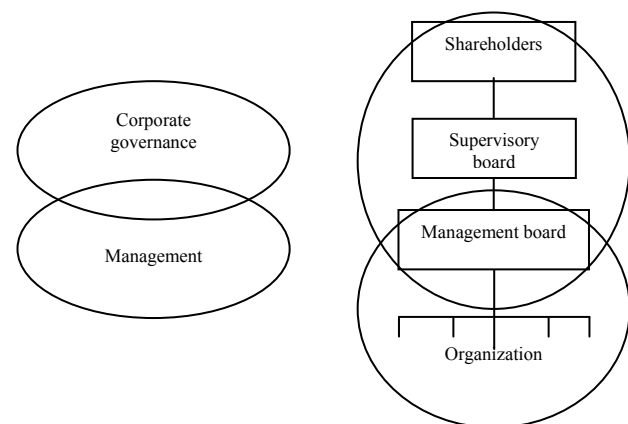 Corporate
governance
Management
Shareholders
Supervisory
board
Management board
Organization